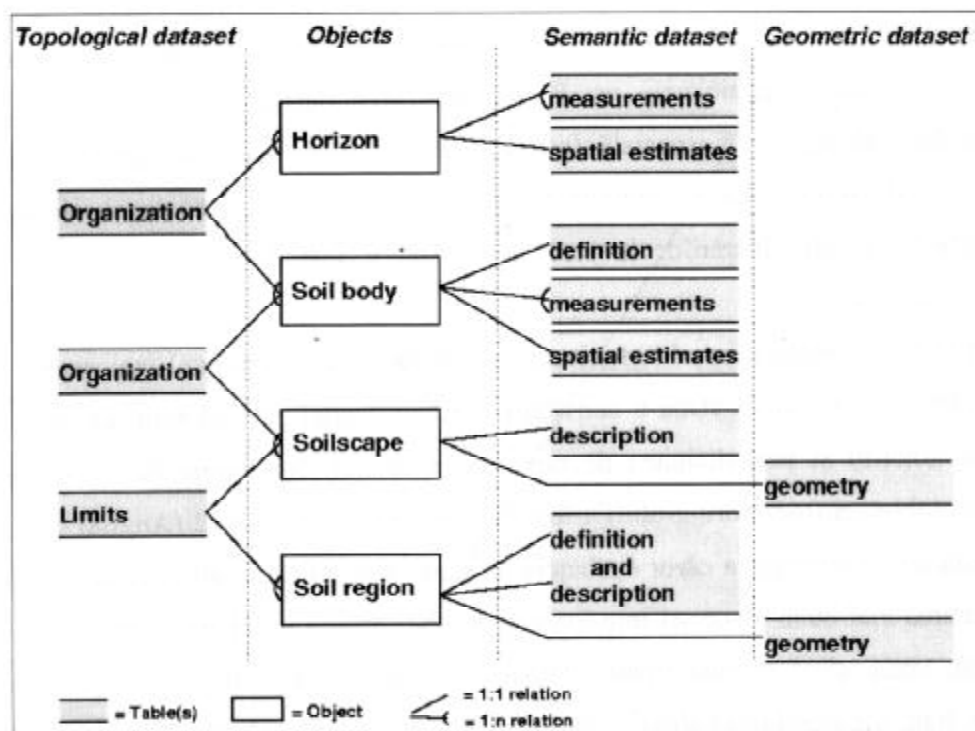 Topological dataset
Objects
Semantic dataset
Geometric dataset
Horizon
measurements
spatial estimates
Organization
Soil body
definition
measurements
spatial estimates
Organization
Soilscape
description
geometry
Limits
Soil region
definition
and
description
geometry
= Table(s)
= Object
= 1:1 relation
= 1:n relation